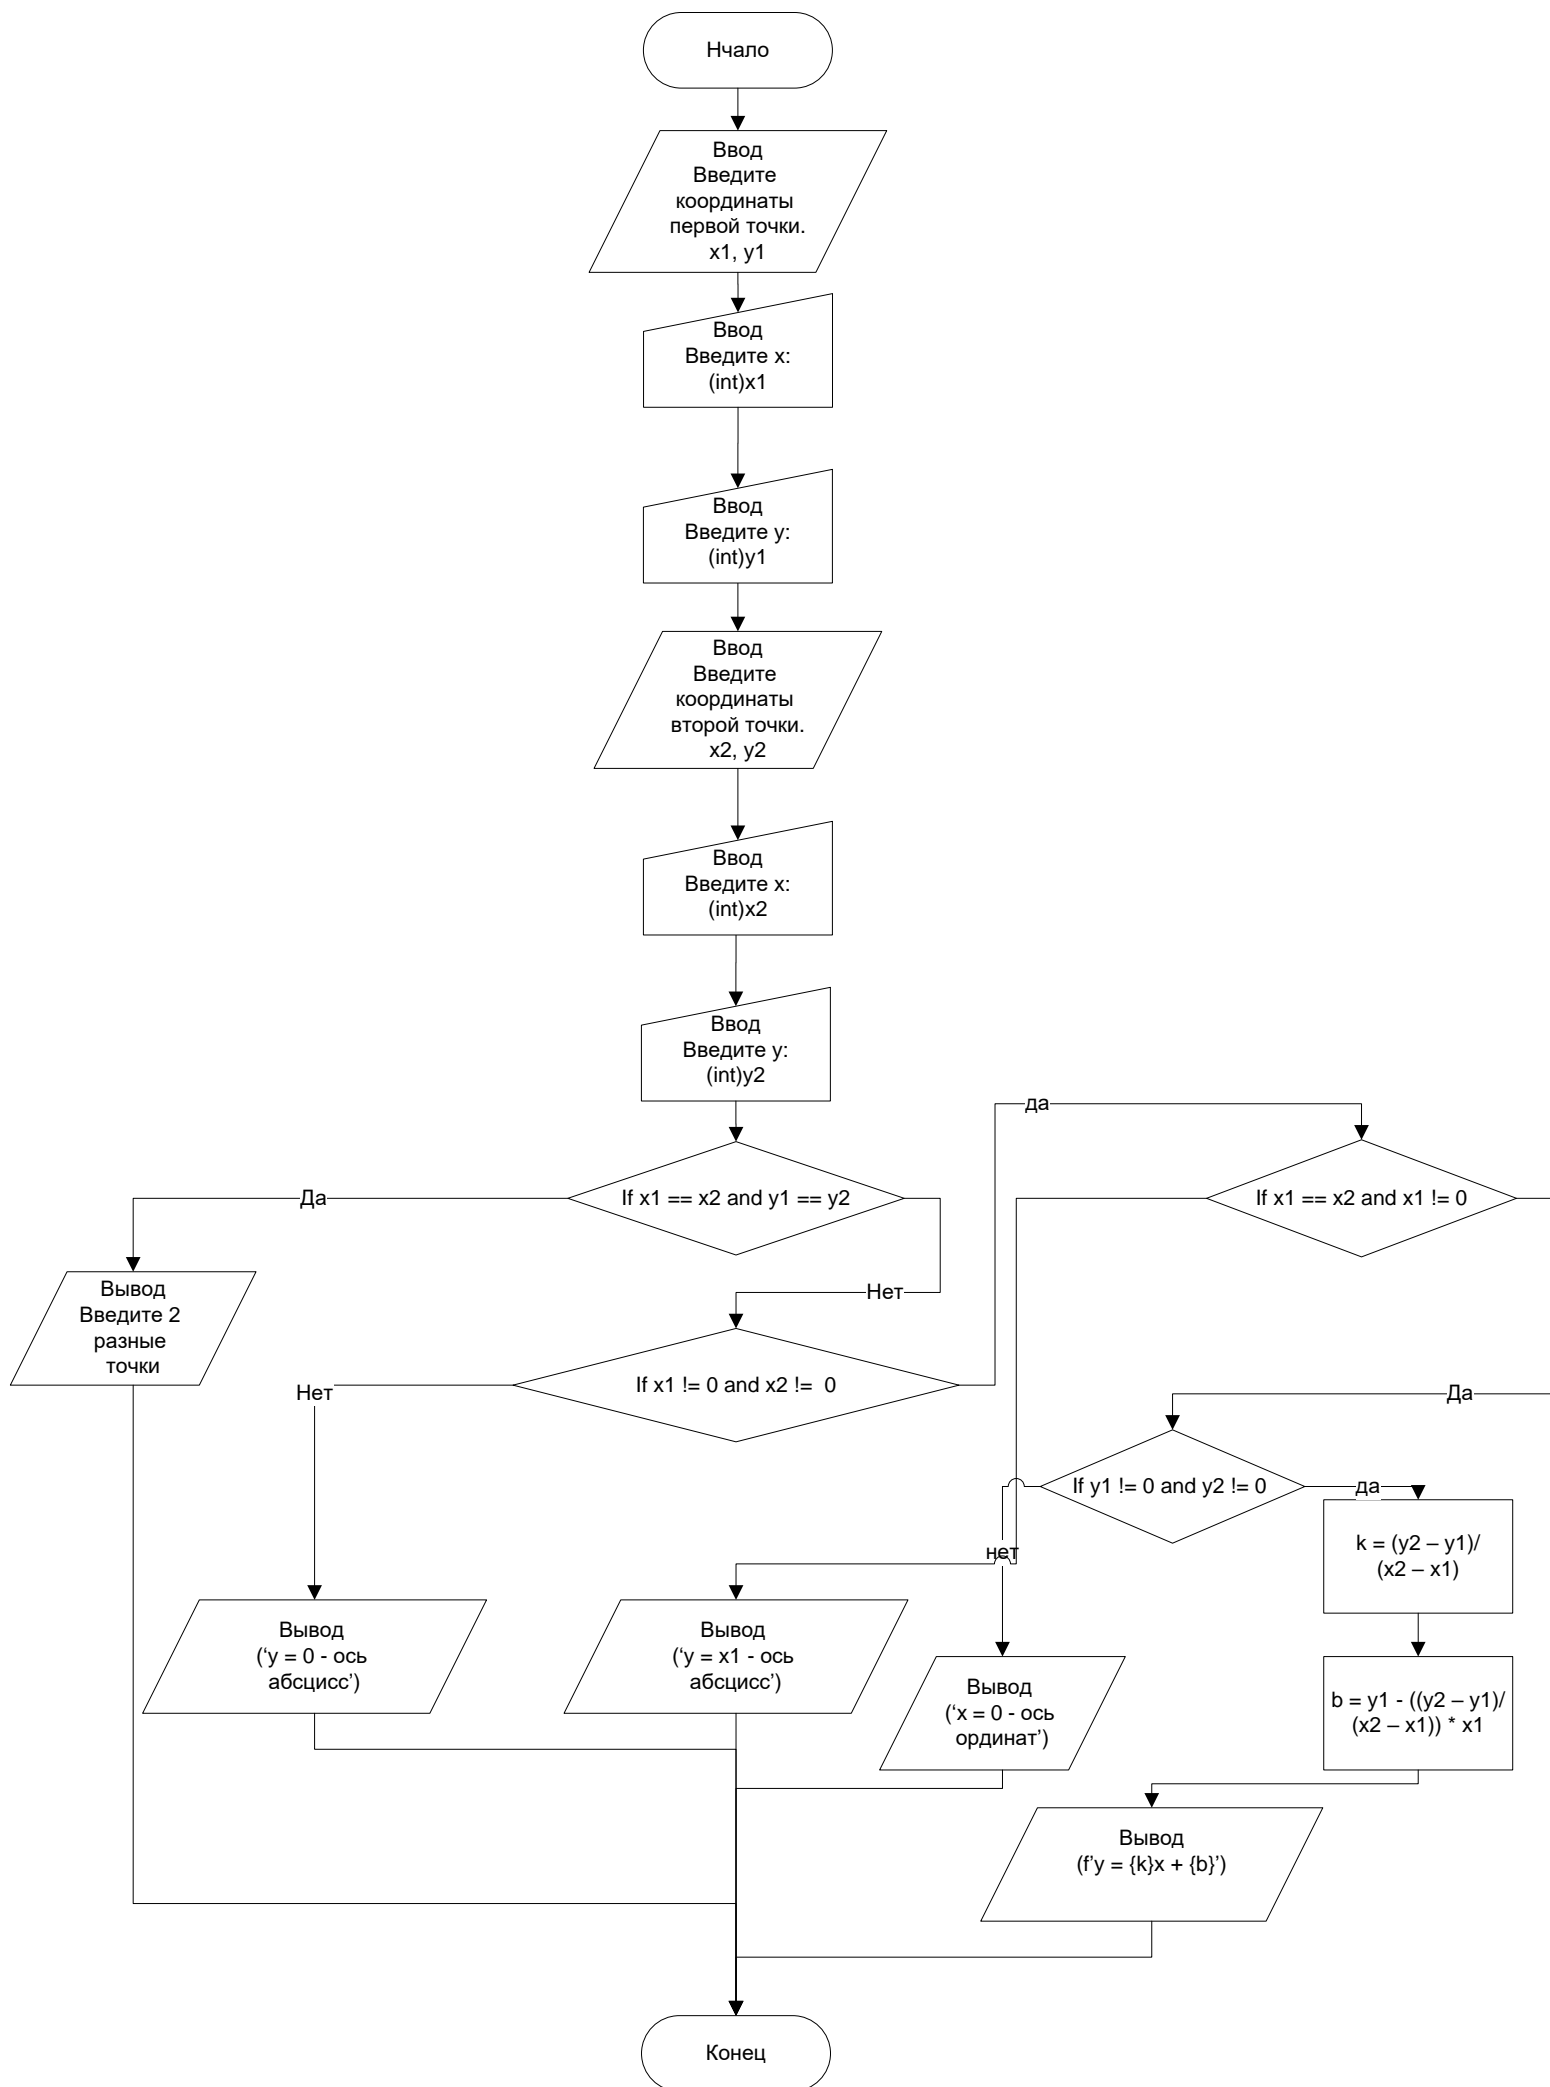 Нчало
Ввод
Введите
координаты
первой точки.
x1, y1
Ввод
Введите x:
(int)x1
Ввод
Введите y:
(int)y1
Ввод
Введите
координаты
второй точки.
x2, y2
Ввод
Введите x:
(int)x2
Ввод
Введите y:
(int)y2
да
Да
If x1 == x2 and y1 == y2
If x1 == x2 and x1 != 0
Вывод
Введите 2
разные
точки
Нет
Нет
If x1 != 0 and x2 !=  0
Да
If y1 != 0 and y2 != 0
да
k = (y2 – y1)/
(x2 – x1)
нет
Вывод
(‘y = 0 - ось
абсцисс’)
Вывод
(‘y = x1 - ось
абсцисс’)
Вывод
(‘x = 0 - ось
ординат’)
b = y1 - ((y2 – y1)/
(x2 – x1)) * x1
Вывод
(f’y = {k}x + {b}’)
Конец